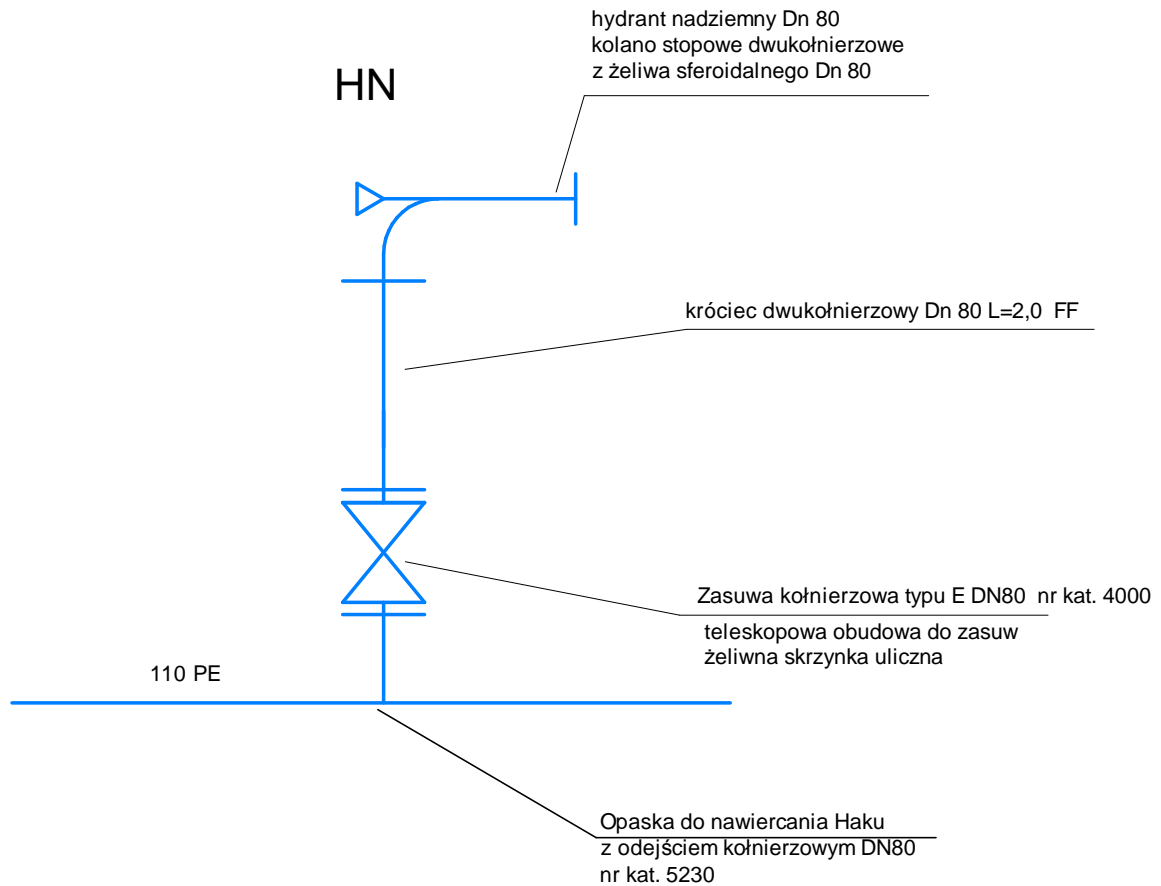 hydrant nadziemny Dn 80
kolano stopowe dwukołnierzowe
z żeliwa sferoidalnego Dn 80
HN
króciec dwukołnierzowy Dn 80 L=2,0 FF
Zasuwa kołnierzowa typu E DN80 nr kat. 4000
teleskopowa obudowa do zasuw
żeliwna skrzynka uliczna
110 PE
Opaska do nawiercania Haku
z odejściem kołnierzowym DN80
nr kat. 5230